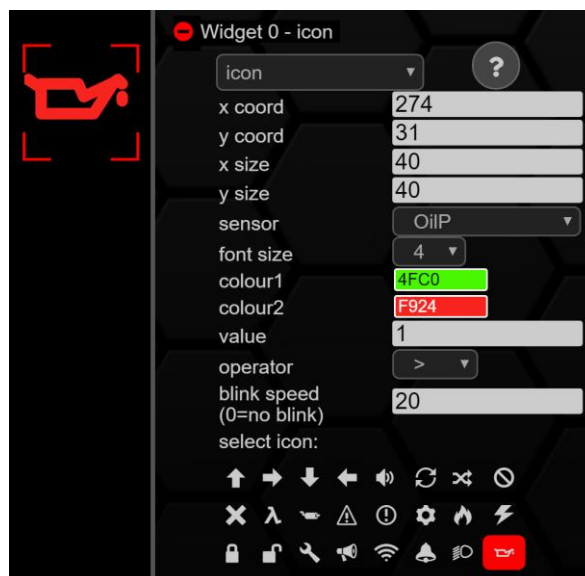 Widget 0 - icon
icon ?
x coord 274
y coord 31
x size 40
y size 40
sensor OilP
font size 4
colour1 4FC0
colour2 F924
value 1
operator >
blink speed
(0=no blink) 20
select icon: